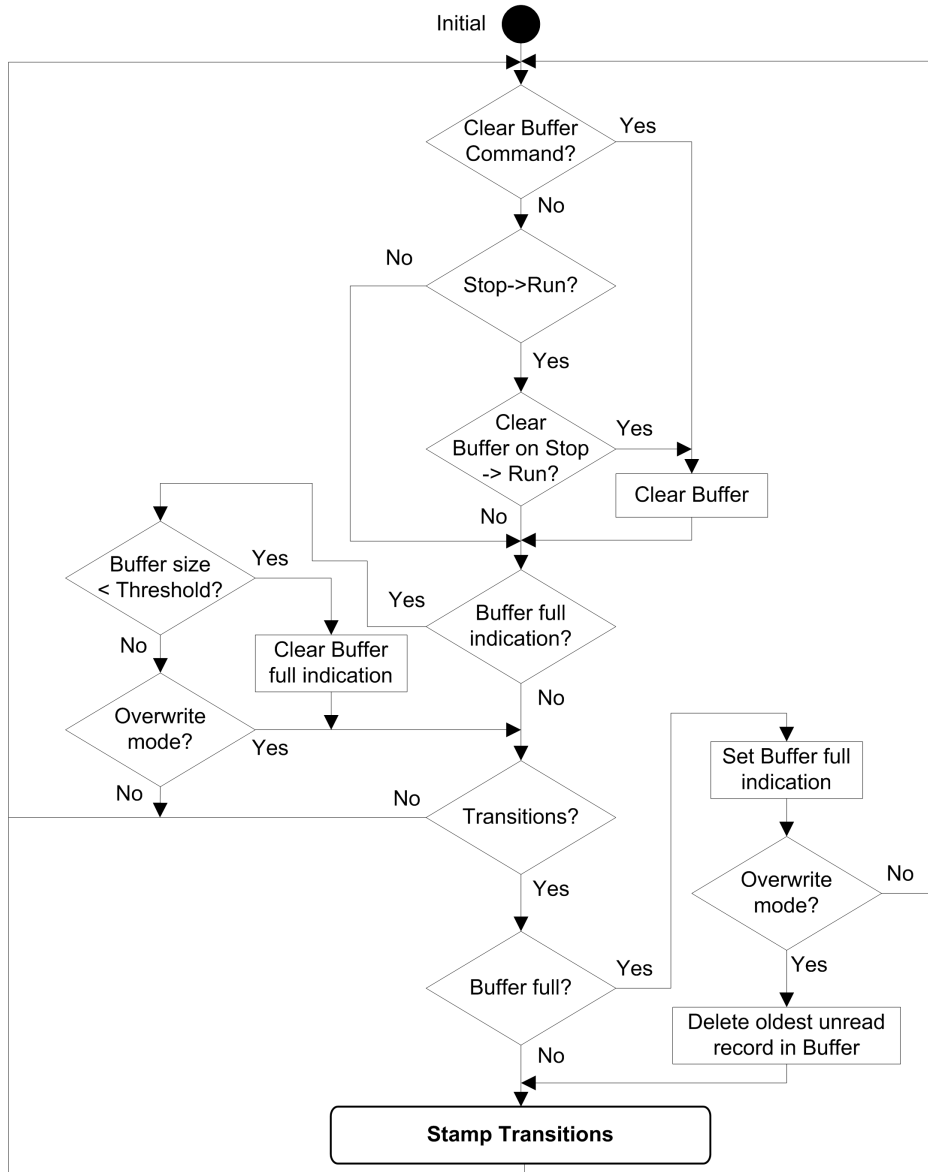 Initial
Clear Buffer
Command?
Yes
No
No
Stop->Run?
Yes
Clear
Buffer on Stop
-> Run?
Yes
No
Clear Buffer
Buffer size
< Threshold?
Yes
No
Clear Buffer
full indication
Yes
Buffer full
indication?
No
Overwrite
mode?
Yes
No
Set Buffer full
indication
No
Transitions?
Yes
Overwrite
mode?
No
Yes
Buffer full?
Yes
No
Delete oldest unread
record in Buffer
Stamp Transitions